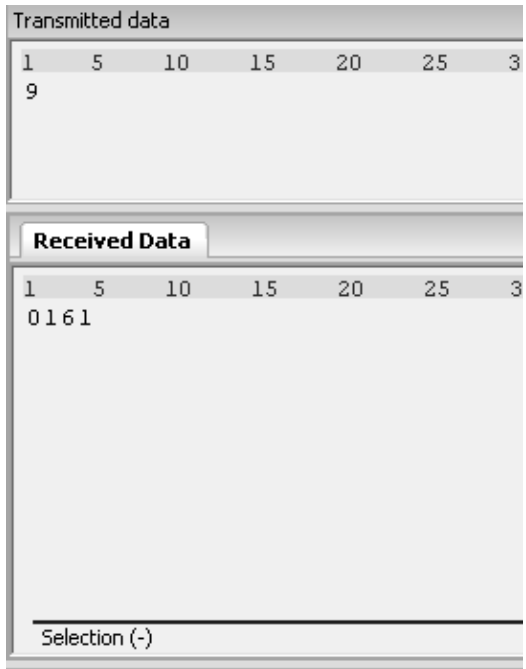 Transmitted data
1 5 10 15 20 25 3
9
Received Data
1 5 10 15 20 25 3
0161
Selection (-)